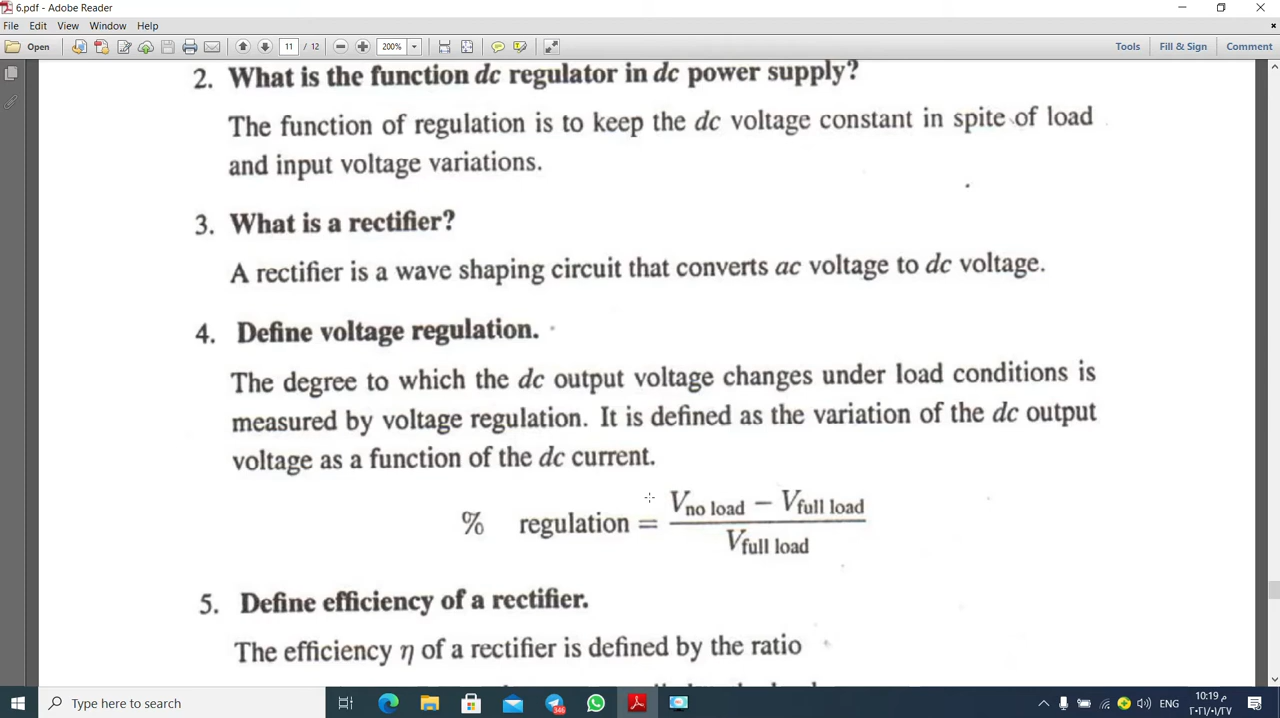 6.pdf - Adobe Reader
File Edit View Window Help
Open 11 / 12 200% Tools Fill & Sign Comment
2. What is the function dc regulator in dc power supply?
The function of regulation is to keep the dc voltage constant in spite of load
and input voltage variations.
3. What is a rectifier?
A rectifier is a wave shaping circuit that converts ac voltage to dc voltage.
4. Define voltage regulation.
The degree to which the dc output voltage changes under load conditions is
measured by voltage regulation. It is defined as the variation of the dc output
voltage as a function of the dc current.
% regulation = (V no load − V full load) / V full load
5. Define efficiency of a rectifier.
The efficiency η of a rectifier is defined by the ratio
Type here to search
ENG
10:19 م